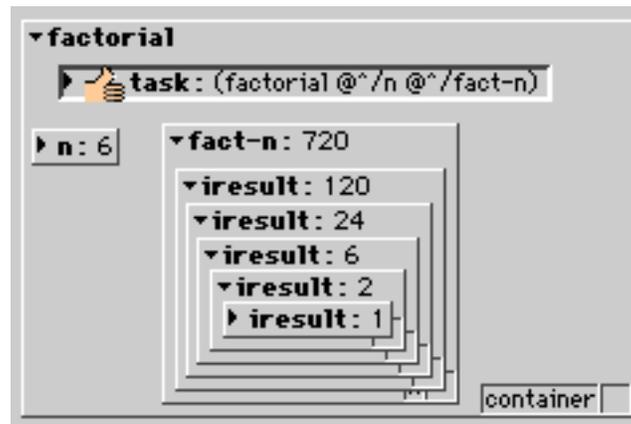 factorial
task: (factorial @^/n @^/fact-n)
n: 6
fact-n: 720
iresult: 120
iresult: 24
iresult: 6
iresult: 2
iresult: 1
container